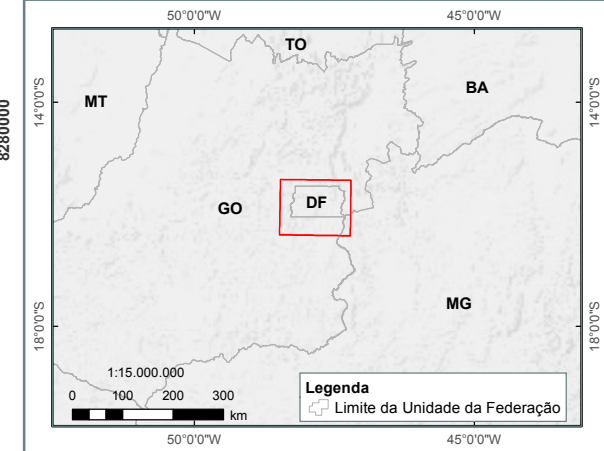 50°0'0"W 45°0'0"W
TO
MT
BA
14°0'0"S 14°0'0"S
8280000
DF
GO
MG
18°0'0"S 18°0'0"S
1:15.000.000
Legenda
0 100 200 300
km
Limite da Unidade da Federação
50°0'0"W 45°0'0"W